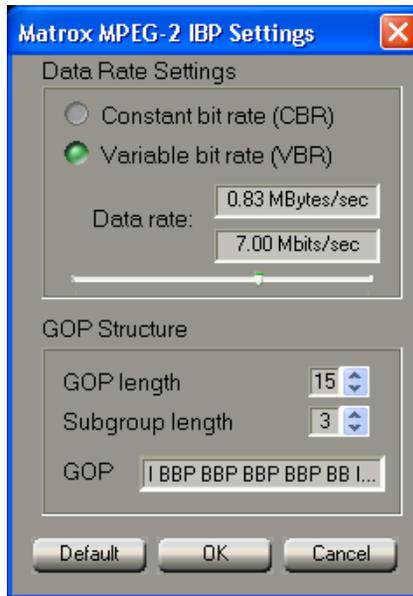 Matrox MPEG-2 IBP Settings
Data Rate Settings
Constant bit rate (CBR)
Variable bit rate (VBR)
Data rate:
0.83 MBytes/sec
7.00 Mbits/sec
GOP Structure
GOP length 15
Subgroup length 3
GOP I BBP BBP BBP BBP BB I...
Default OK Cancel